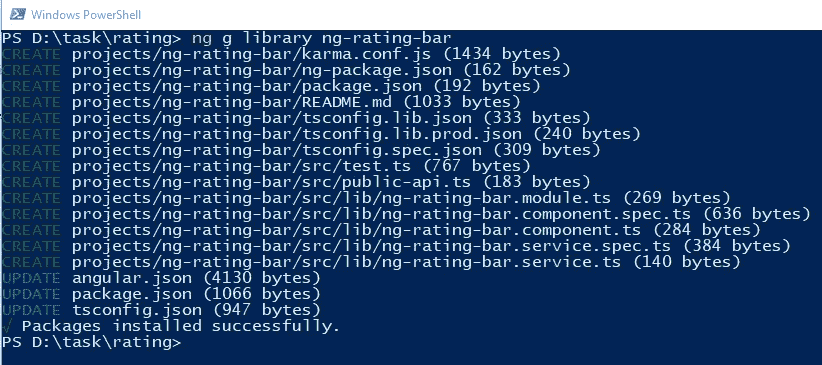 Windows PowerShell
PS D:\task\rating> ng g library ng-rating-bar
CREATE projects/ng-rating-bar/karma.conf.js (1434 bytes)
CREATE projects/ng-rating-bar/ng-package.json (162 bytes)
CREATE projects/ng-rating-bar/package.json (192 bytes)
CREATE projects/ng-rating-bar/README.md (1033 bytes)
CREATE projects/ng-rating-bar/tsconfig.lib.json (333 bytes)
CREATE projects/ng-rating-bar/tsconfig.lib.prod.json (240 bytes)
CREATE projects/ng-rating-bar/tsconfig.spec.json (309 bytes)
CREATE projects/ng-rating-bar/src/test.ts (767 bytes)
CREATE projects/ng-rating-bar/src/public-api.ts (183 bytes)
CREATE projects/ng-rating-bar/src/lib/ng-rating-bar.module.ts (269 bytes)
CREATE projects/ng-rating-bar/src/lib/ng-rating-bar.component.spec.ts (636 bytes)
CREATE projects/ng-rating-bar/src/lib/ng-rating-bar.component.ts (284 bytes)
CREATE projects/ng-rating-bar/src/lib/ng-rating-bar.service.spec.ts (384 bytes)
CREATE projects/ng-rating-bar/src/lib/ng-rating-bar.service.ts (140 bytes)
UPDATE angular.json (4130 bytes)
UPDATE package.json (1066 bytes)
UPDATE tsconfig.json (947 bytes)
√ Packages installed successfully.
PS D:\task\rating>